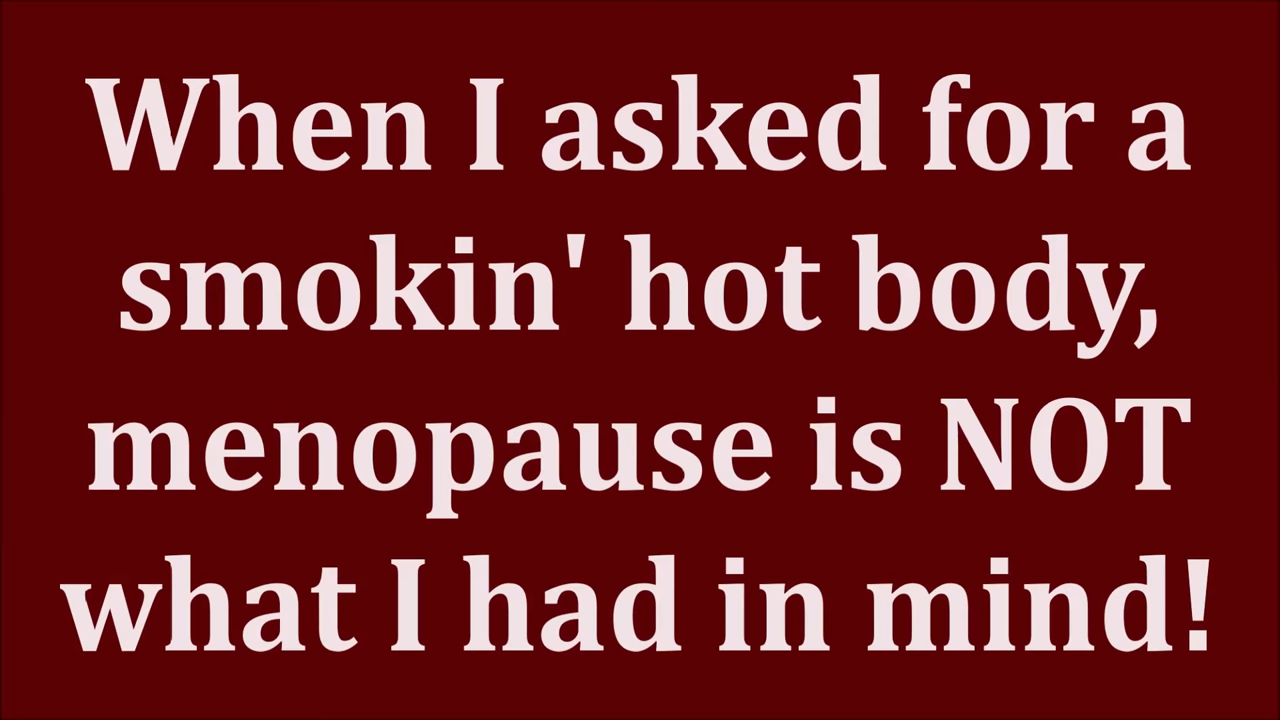 When I asked for a
smokin' hot body,
menopause is NOT
what I had in mind!